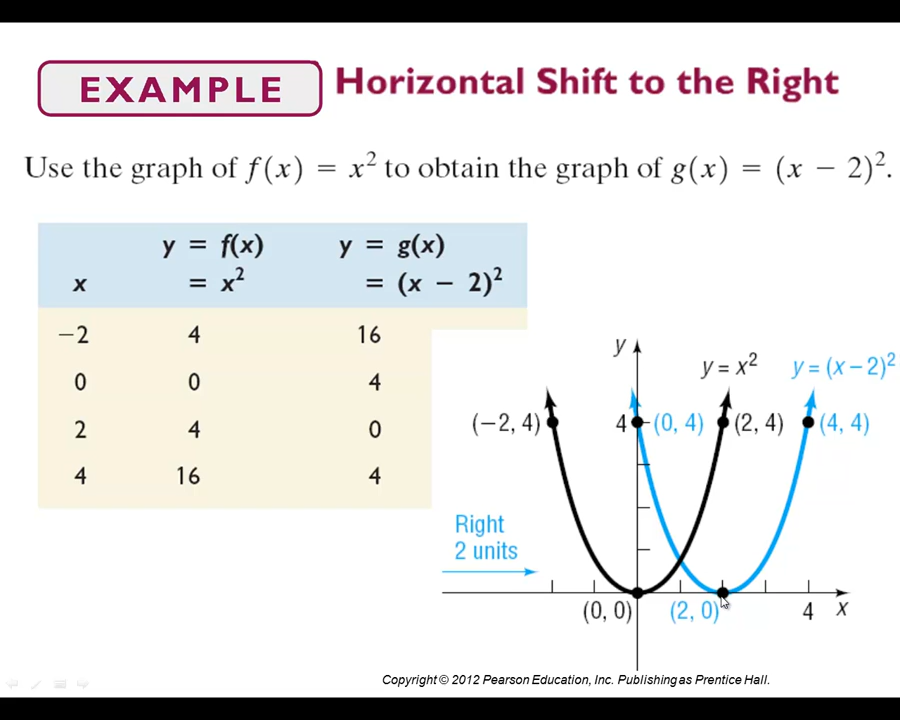 EXAMPLE Horizontal Shift to the Right
Use the graph of f(x) = x² to obtain the graph of g(x) = (x − 2)².
y = f(x) y = g(x)
x = x² = (x − 2)²
−2 4 16
0 0 4
2 4 0
4 16 4
y
y = x² y = (x − 2)²
(−2, 4) 4 (0, 4) (2, 4) (4, 4)
Right
2 units
(0, 0) (2, 0) 4 x
Copyright © 2012 Pearson Education, Inc. Publishing as Prentice Hall.